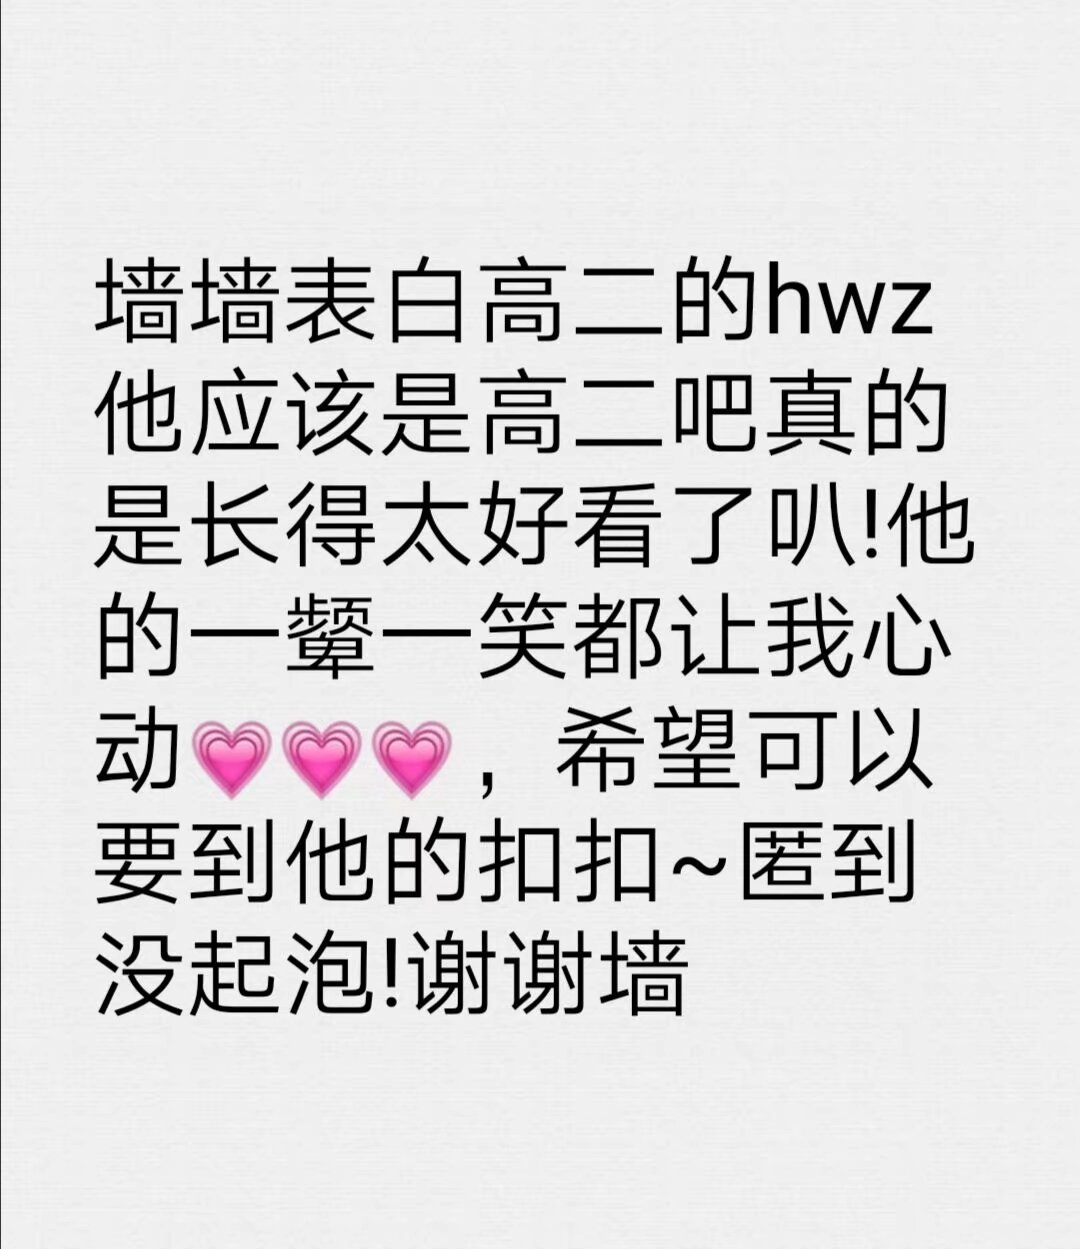 墙墙表白高二的hwz
他应该是高二吧真的
是长得太好看了叭!他
的一颦一笑都让我心
动💗💗💗，希望可以
要到他的扣扣~匿到
没起泡!谢谢墙